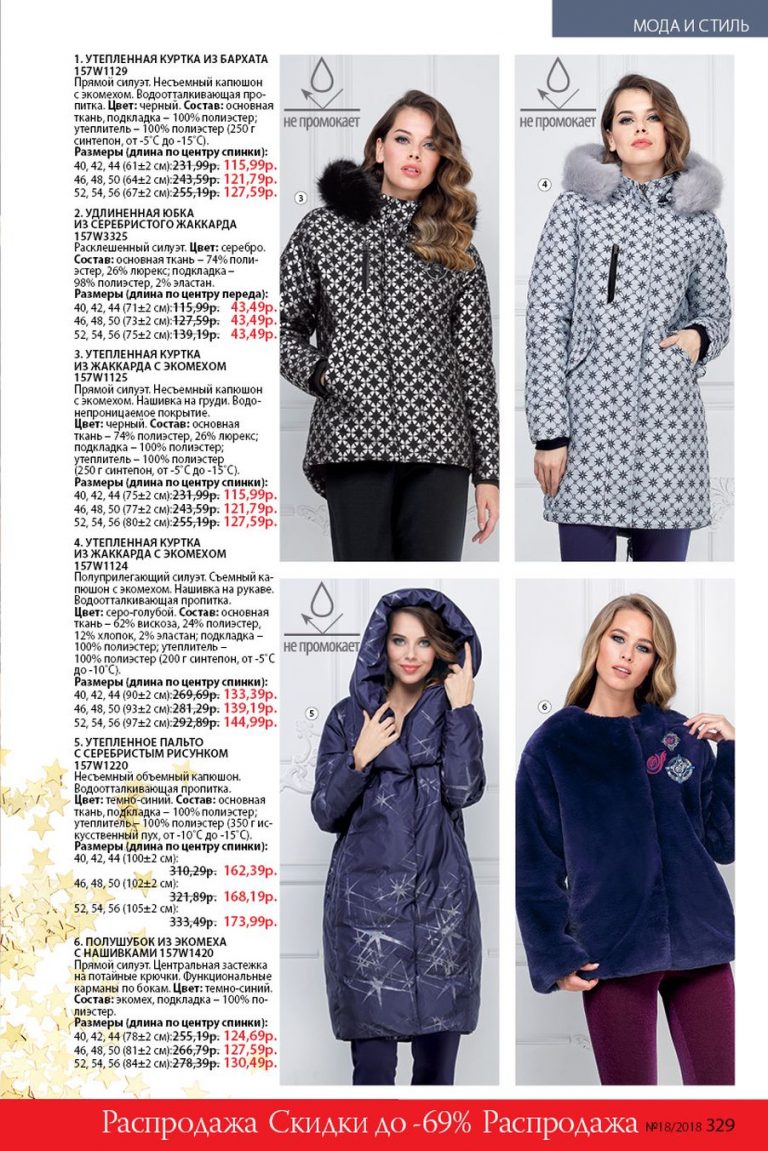 МОДА И СТИЛЬ
1. УТЕПЛЕННАЯ КУРТКА ИЗ БАРХАТА
157W1129
Прямой силуэт. Несъемный капюшон
с экомехом. Водоотталкивающая про-
питка. Цвет: черный. Состав: основная
ткань, подкладка – 100% полиэстер;
утеплитель – 100% полиэстер (250 г
синтепон, от -5˚С до -15˚С).
Размеры (длина по центру спинки):
40, 42, 44 (61±2 см):231,99р. 115,99р.
46, 48, 50 (64±2 см):243,59р. 121,79р.
52, 54, 56 (67±2 см):255,19р. 127,59р.
2. УДЛИНЕННАЯ ЮБКА
ИЗ СЕРЕБРИСТОГО ЖАККАРДА
157W3325
Расклешенный силуэт. Цвет: серебро.
Состав: основная ткань – 74% поли-
эстер, 26% люрекс; подкладка –
98% полиэстер, 2% эластан.
Размеры (длина по центру переда):
40, 42, 44 (71±2 см):115,99р. 43,49р.
46, 48, 50 (73±2 см):127,59р. 43,49р.
52, 54, 56 (75±2 см):139,19р. 43,49р.
3. УТЕПЛЕННАЯ КУРТКА
ИЗ ЖАККАРДА С ЭКОМЕХОМ
157W1125
Прямой силуэт. Несъемный капюшон
с экомехом. Нашивка на груди. Водо-
непроницаемое покрытие.
Цвет: черный. Состав: основная
ткань – 74% полиэстер, 26% люрекс;
подкладка – 100% полиэстер;
утеплитель – 100% полиэстер
(250 г синтепон, от -5˚С до -15˚С).
Размеры (длина по центру спинки):
40, 42, 44 (75±2 см):231,99р. 115,99р.
46, 48, 50 (77±2 см):243,59р. 121,79р.
52, 54, 56 (80±2 см):255,19р. 127,59р.
4. УТЕПЛЕННАЯ КУРТКА
ИЗ ЖАККАРДА С ЭКОМЕХОМ
157W1124
Полуприлегающий силуэт. Съемный ка-
пюшон с экомехом. Нашивка на рукаве.
Водоотталкивающая пропитка.
Цвет: серо-голубой. Состав: основная
ткань – 62% вискоза, 24% полиэстер,
12% хлопок, 2% эластан; подкладка –
100% полиэстер; утеплитель –
100% полиэстер (200 г синтепон, от -5˚С
до -10˚С).
Размеры (длина по центру спинки):
40, 42, 44 (90±2 см):269,69р. 133,39р.
46, 48, 50 (93±2 см):281,29р. 139,19р.
52, 54, 56 (97±2 см):292,89р. 144,99р.
5. УТЕПЛЕННОЕ ПАЛЬТО
С СЕРЕБРИСТЫМ РИСУНКОМ
157W1220
Несъемный объемный капюшон.
Водоотталкивающая пропитка.
Цвет: темно-синий. Состав: основная
ткань, подкладка – 100% полиэстер;
утеплитель – 100% полиэстер (350 г ис-
кусственный пух, от -10˚С до -15˚С).
Размеры (длина по центру спинки):
40, 42, 44 (100±2 см):
310,29р. 162,39р.
46, 48, 50 (102±2 см):
321,89р. 168,19р.
52, 54, 56 (105±2 см):
333,49р. 173,99р.
6. ПОЛУШУБОК ИЗ ЭКОМЕХА
С НАШИВКАМИ 157W1420
Прямой силуэт. Центральная застежка
на потайные крючки. Функциональные
карманы по бокам. Цвет: темно-синий.
Состав: экомех, подкладка – 100% по-
лиэстер.
Размеры (длина по центру спинки):
40, 42, 44 (78±2 см):255,19р. 124,69р.
46, 48, 50 (81±2 см):266,79р. 127,59р.
52, 54, 56 (84±2 см):278,39р. 130,49р.
не промокает
3
не промокает
4
не промокает
5
6
Распродажа Скидки до -69% Распродажа №18/2018 329